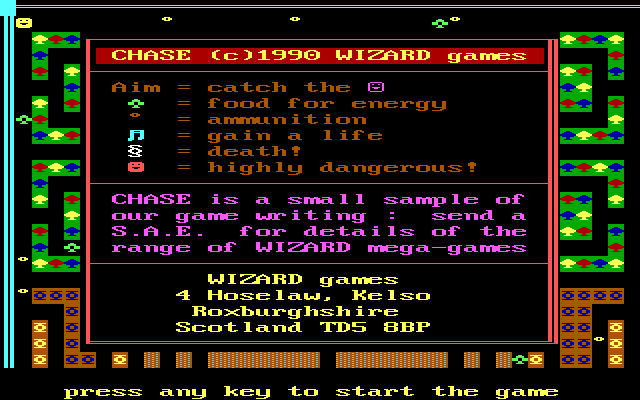 CHASE (c)1990 WIZARD games
Aim = catch the
= food for energy
= ammunition
= gain a life
= death!
= highly dangerous!
CHASE is a small sample of
our game writing : send a
S.A.E. for details of the
range of WIZARD mega-games
WIZARD games
4 Hoselaw, Kelso
Roxburghshire
Scotland TD5 8BP
press any key to start the game